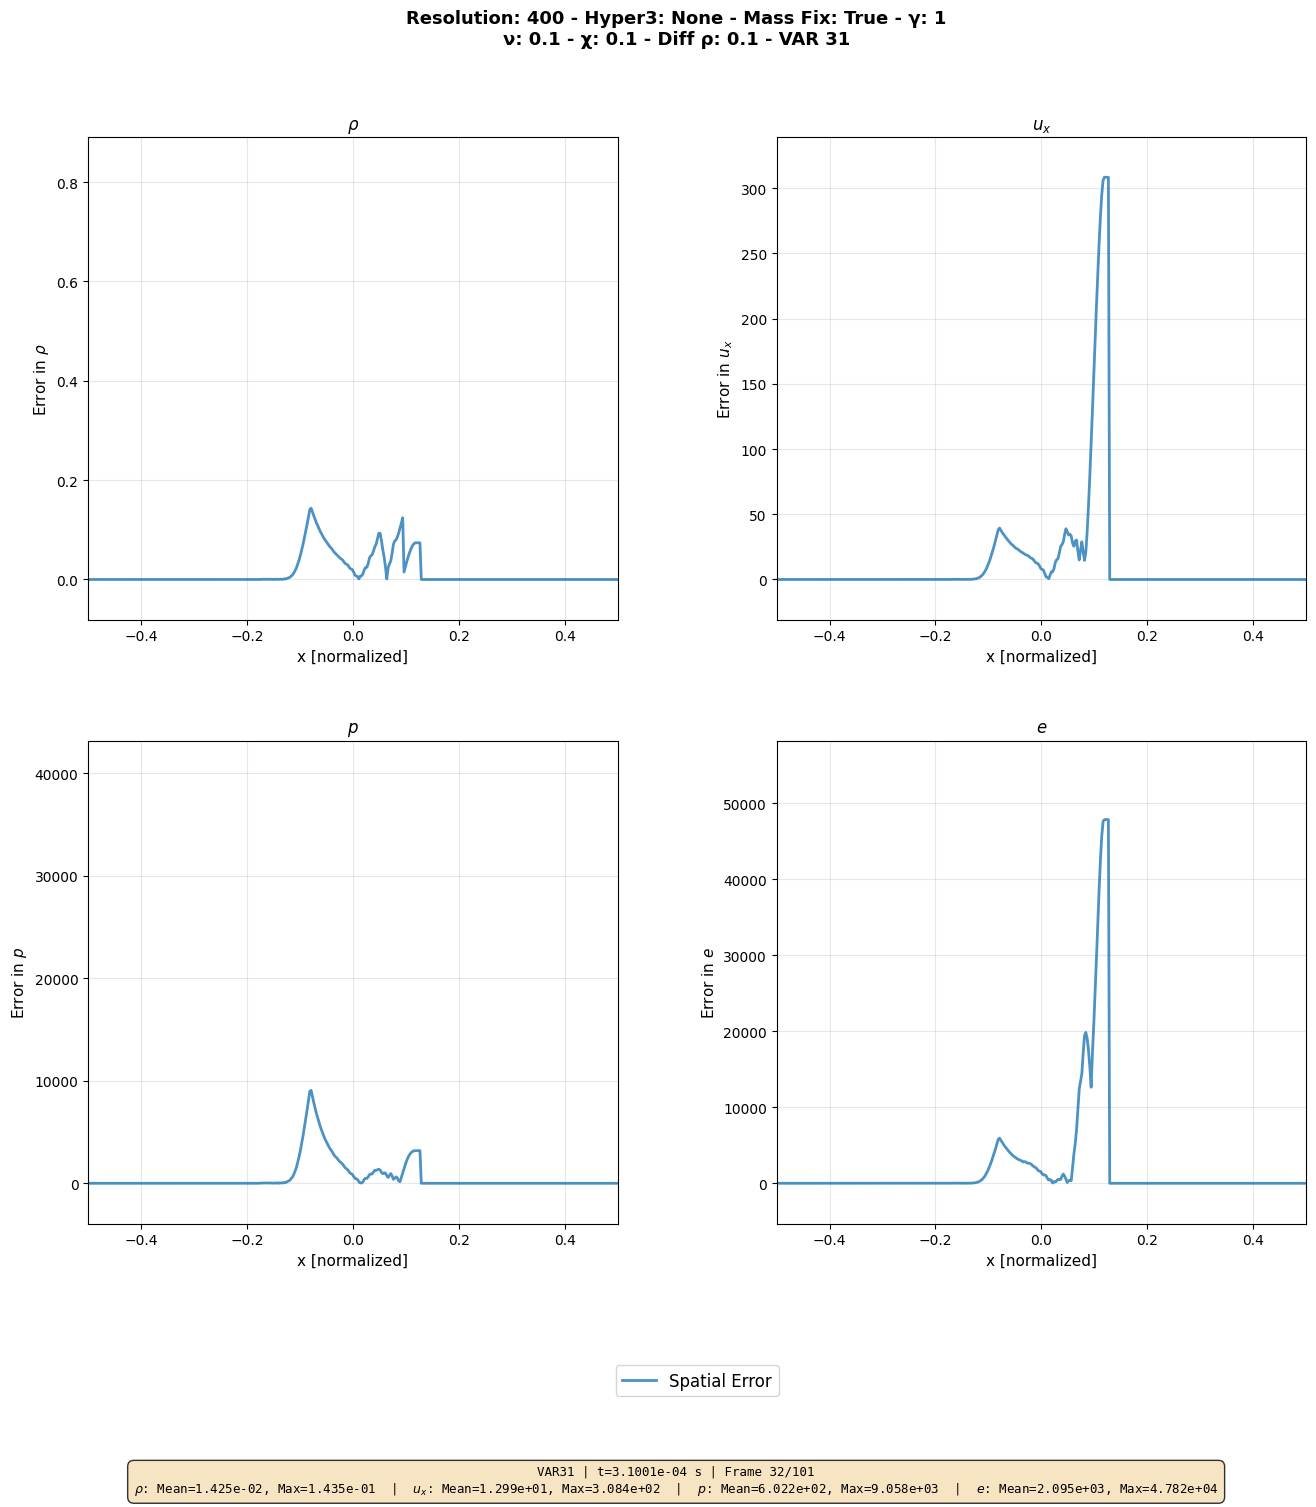 Resolution: 400 - Hyper3: None - Mass Fix: True - γ: 1
ν: 0.1 - χ: 0.1 - Diff ρ: 0.1 - VAR 31
ρ
Error in ρ
0.8
0.6
0.4
0.2
0.0
−0.4 −0.2 0.0 0.2 0.4
x [normalized]
u_x
Error in u_x
300
250
200
150
100
50
0
−0.4 −0.2 0.0 0.2 0.4
x [normalized]
p
Error in p
40000
30000
20000
10000
0
−0.4 −0.2 0.0 0.2 0.4
x [normalized]
e
Error in e
50000
40000
30000
20000
10000
0
−0.4 −0.2 0.0 0.2 0.4
x [normalized]
Spatial Error
VAR31 | t=3.1001e-04 s | Frame 32/101
ρ: Mean=1.425e-02, Max=1.435e-01 | u_x: Mean=1.299e+01, Max=3.084e+02 | p: Mean=6.022e+02, Max=9.058e+03 | e: Mean=2.095e+03, Max=4.782e+04